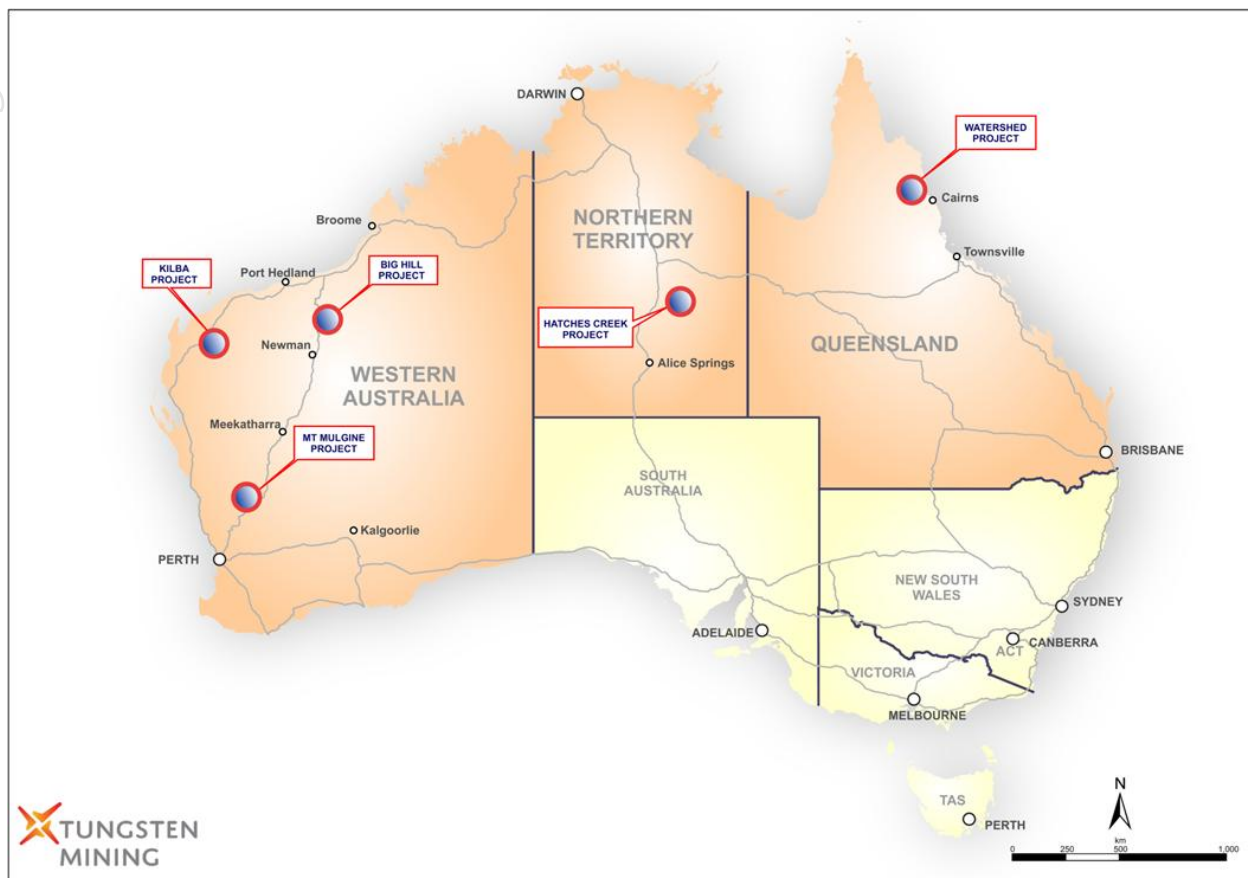 DARWIN
WATERSHED
PROJECT
Cairns
NORTHERN
TERRITORY
Broome
Townsville
KILBA
PROJECT
Port Hedland
BIG HILL
PROJECT
HATCHES CREEK
PROJECT
Newman
QUEENSLAND
Alice Springs
WESTERN
AUSTRALIA
Meekatharra
MT MULGINE
PROJECT
BRISBANE
SOUTH
AUSTRALIA
Kalgoorlie
PERTH
NEW SOUTH
WALES
SYDNEY
ADELAIDE
CANBERRA
ACT
VICTORIA
MELBOURNE
TAS
PERTH
N
km
0 250 500 1,000
TUNGSTEN
MINING